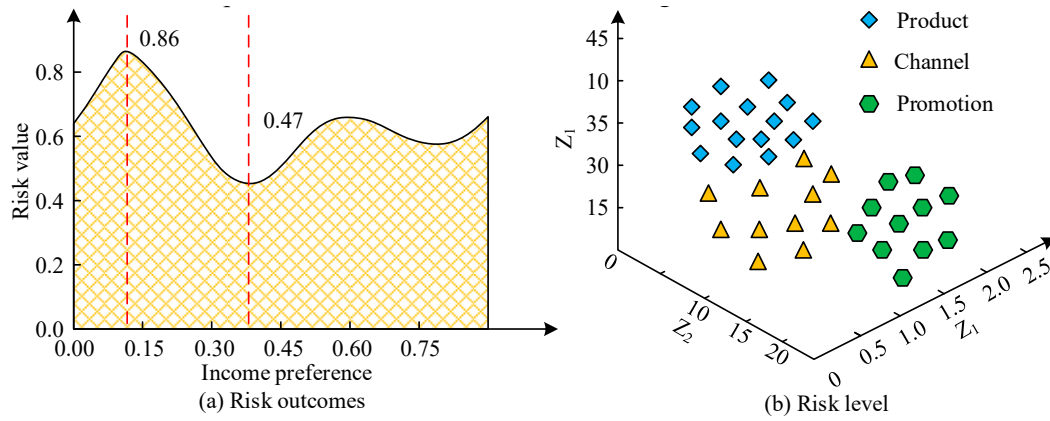 0.86
0.47
0.8
0.6
0.4
0.2
0.0
Risk value
0.00 0.15 0.30 0.45 0.60 0.75
Income preference
(a) Risk outcomes
Product
Channel
Promotion
45
10
35
30
15
Z1
0 10 15 20
Z2
0 0.5 1.0 1.5 2.0 2.5
Z1
(b) Risk level